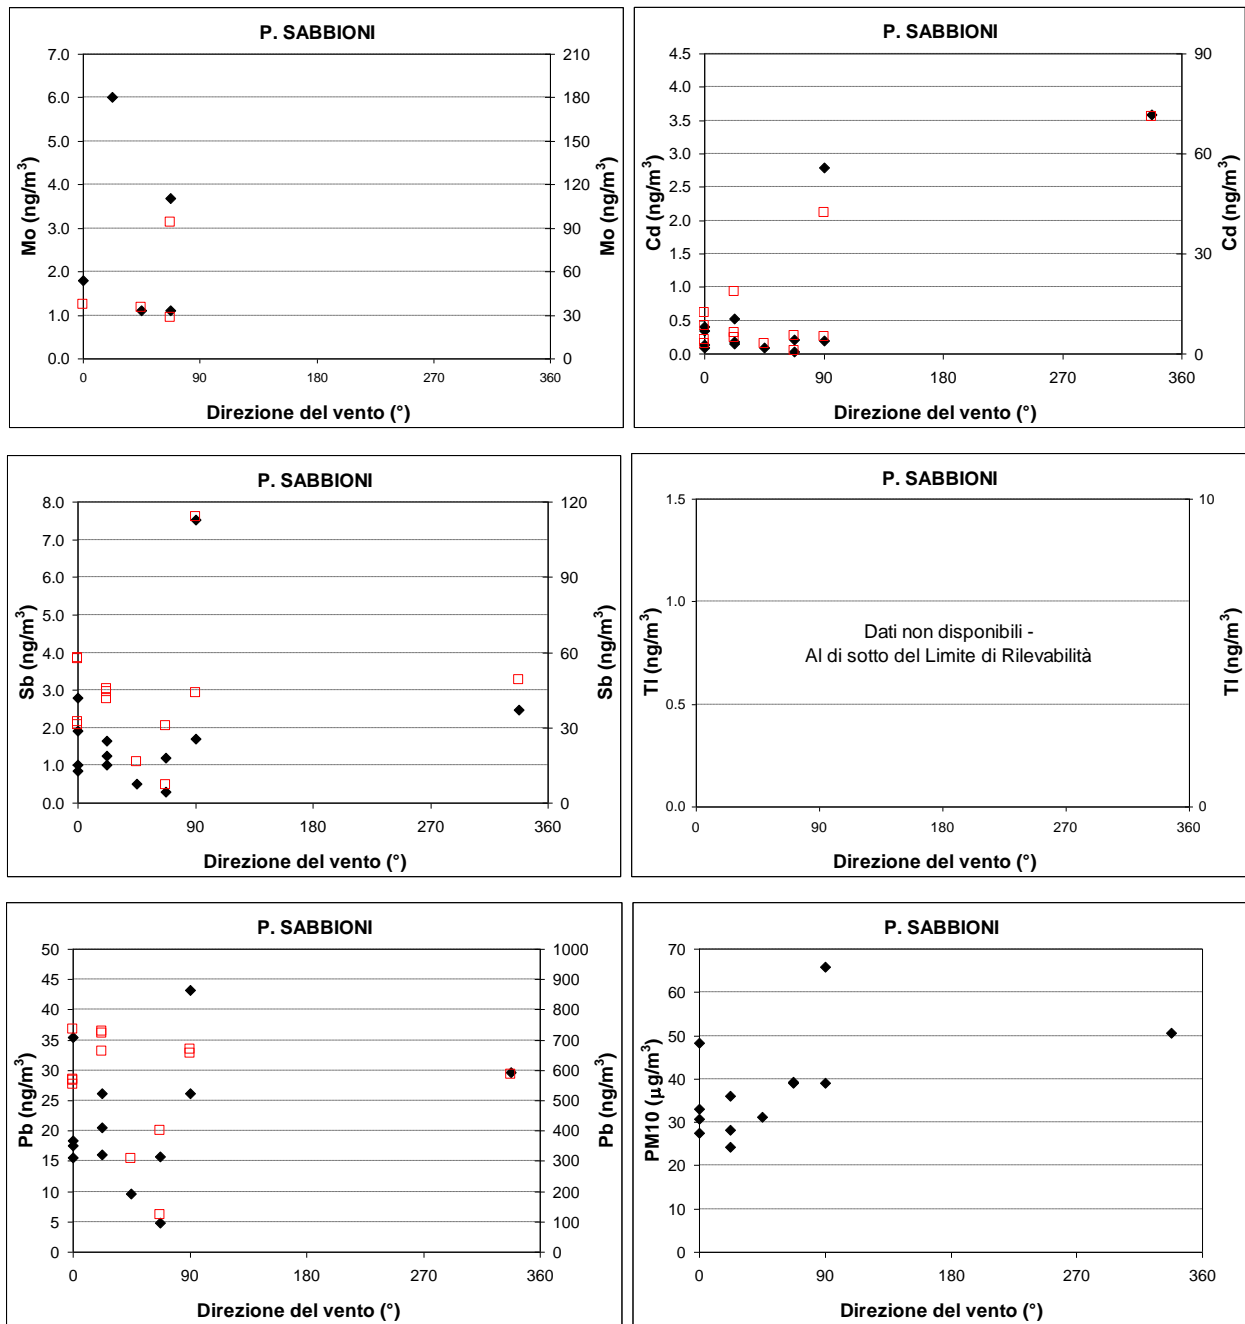 P. SABBIONI
7.0
6.0
5.0
4.0
3.0
2.0
1.0
0.0
210
180
150
120
90
60
30
0
0 90 180 270 360
Mo (ng/m³)
Mo (ng/m³)
Direzione del vento (°)
P. SABBIONI
4.5
4.0
3.5
3.0
2.5
2.0
1.5
1.0
0.5
0.0
90
60
30
0
0 90 180 270 360
Cd (ng/m³)
Cd (ng/m³)
Direzione del vento (°)
P. SABBIONI
8.0
7.0
6.0
5.0
4.0
3.0
2.0
1.0
0.0
120
90
60
30
0
0 90 180 270 360
Sb (ng/m³)
Sb (ng/m³)
Direzione del vento (°)
P. SABBIONI
1.5
1.0
0.5
0.0
10
0
0 90 180 270 360
Tl (ng/m³)
Tl (ng/m³)
Dati non disponibili -
Al di sotto del Limite di Rilevabilità
Direzione del vento (°)
P. SABBIONI
50
45
40
35
30
25
20
15
10
5
0
1000
900
800
700
600
500
400
300
200
100
0
0 90 180 270 360
Pb (ng/m³)
Pb (ng/m³)
Direzione del vento (°)
P. SABBIONI
70
60
50
40
30
20
10
0
0 90 180 270 360
PM10 (µg/m³)
Direzione del vento (°)